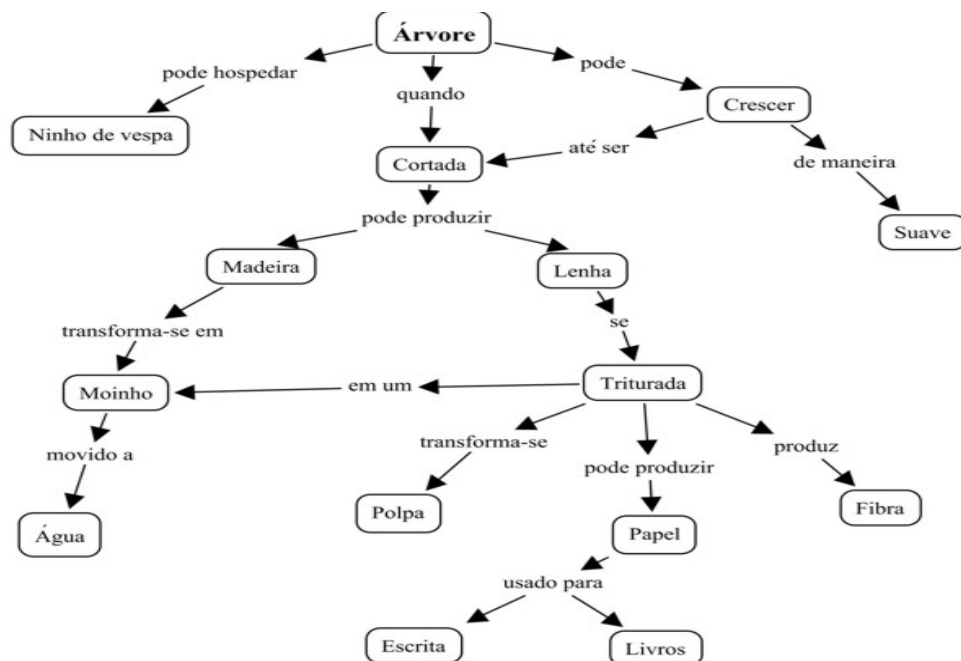 Árvore
pode hospedar
quando
pode
Ninho de vespa
Crescer
Cortada
até ser
de maneira
Suave
pode produzir
Madeira
Lenha
transforma-se em
se
Moinho
em um
Triturada
movido a
transforma-se
pode produzir
produz
Água
Polpa
Papel
Fibra
usado para
Escrita
Livros